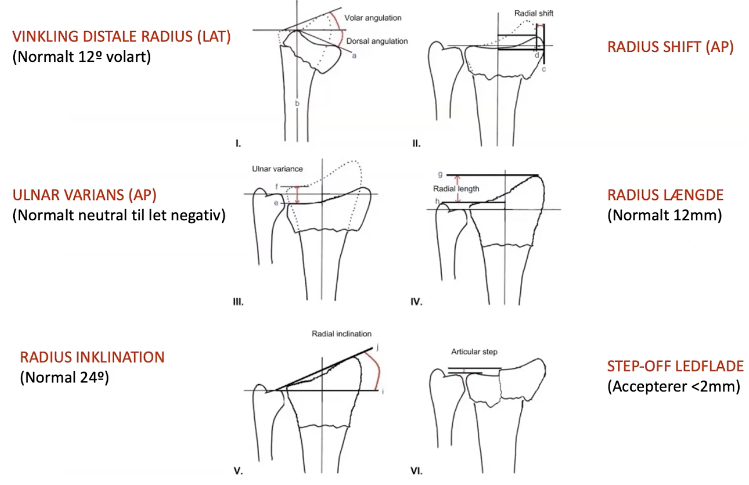 VINKLING DISTALE RADIUS (LAT)
(Normalt 12º volart)
Volar angulation
Dorsal angulation
a
b
I.
Radial shift
d
c
II.
RADIUS SHIFT (AP)
ULNAR VARIANS (AP)
(Normalt neutral til let negativ)
Ulnar variance
f
e
III.
g
Radial length
h
IV.
RADIUS LÆNGDE
(Normalt 12mm)
RADIUS INKLINATION
(Normal 24º)
Radial inclination
j
i
V.
Articular step
VI.
STEP-OFF LEDFLADE
(Accepterer <2mm)